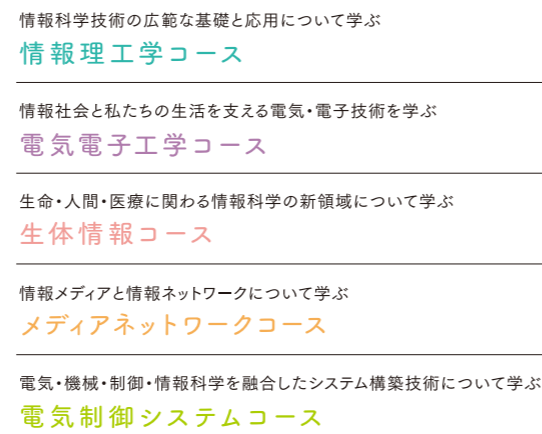 情報科学技術の広範な基礎と応用について学ぶ
情報理工学コース
情報社会と私たちの生活を支える電気・電子技術を学ぶ
電気電子工学コース
生命・人間・医療に関わる情報科学の新領域について学ぶ
生体情報コース
情報メディアと情報ネットワークについて学ぶ
メディアネットワークコース
電気・機械・制御・情報科学を融合したシステム構築技術について学ぶ
電気制御システムコース